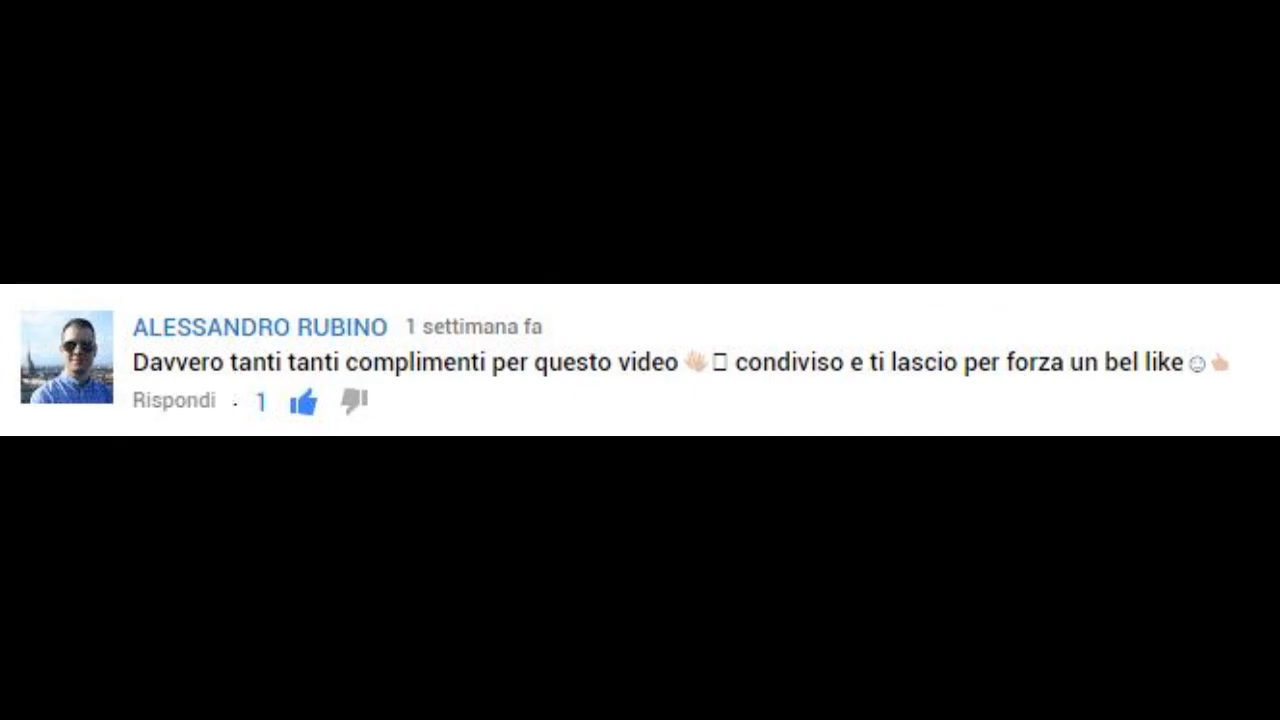 ALESSANDRO RUBINO 1 settimana fa
Davvero tanti tanti complimenti per questo video 👏🏻 condiviso e ti lascio per forza un bel like☺👍🏻
Rispondi · 1